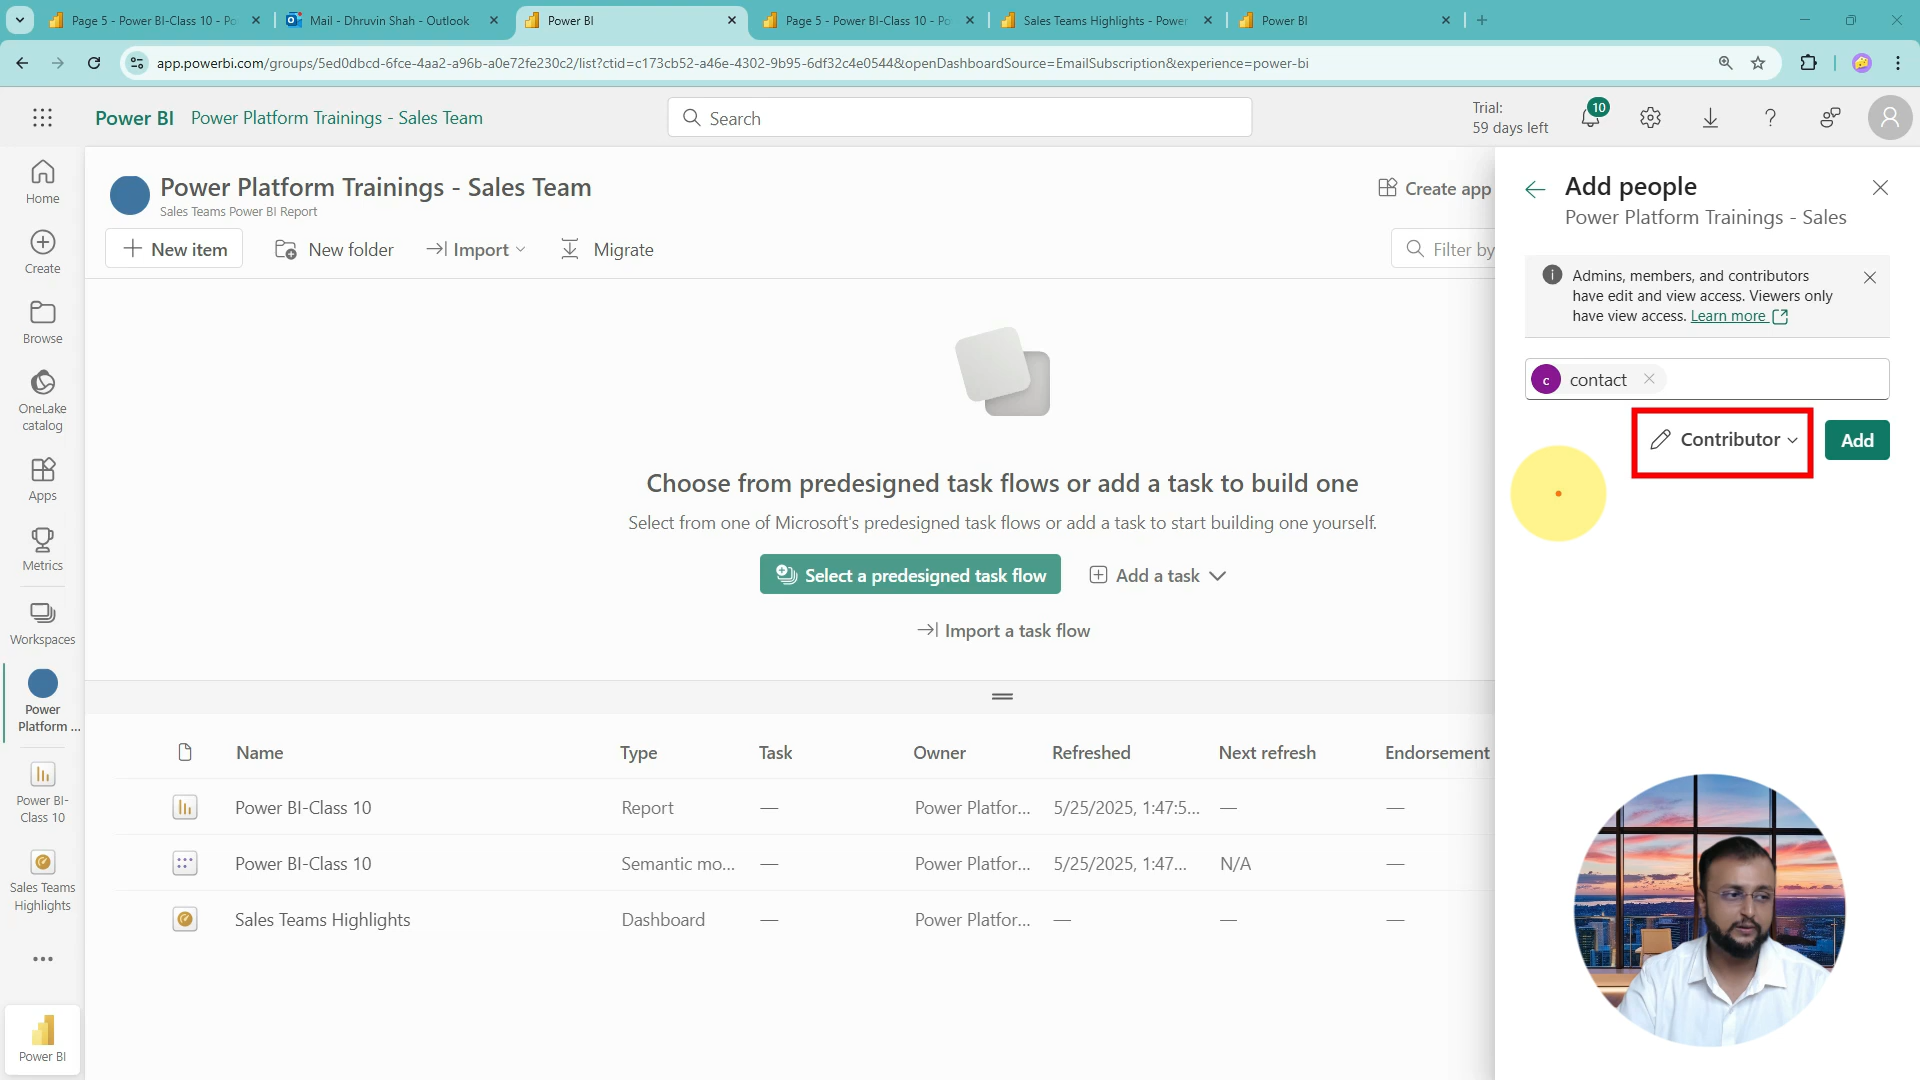 Page 5 - Power BI-Class 10 - Po
Mail - Dhruvin Shah - Outlook
Power BI
Page 5 - Power BI-Class 10 - Po
Sales Teams Highlights - Power
Power BI
app.powerbi.com/groups/5ed0dbcd-6fce-4aa2-a96b-a0e72fe230c2/list?ctid=c173cb52-a46e-4302-9b95-6df32c4e0544&openDashboardSource=EmailSubscription&experience=power-bi
Power BI
Power Platform Trainings - Sales Team
Search
Trial:
59 days left
10
Home
Create
Browse
OneLake
catalog
Apps
Metrics
Workspaces
Power
Platform ...
Power BI-
Class 10
Sales Teams
Highlights
Power BI
Power Platform Trainings - Sales Team
Sales Teams Power BI Report
Create app
New item
New folder
Import
Migrate
Filter by
Choose from predesigned task flows or add a task to build one
Select from one of Microsoft's predesigned task flows or add a task to start building one yourself.
Select a predesigned task flow
Add a task
Import a task flow
Name Type Task Owner Refreshed Next refresh Endorsement
Power BI-Class 10 Report — Power Platfor... 5/25/2025, 1:47:5... — —
Power BI-Class 10 Semantic mo... — Power Platfor... 5/25/2025, 1:47... N/A —
Sales Teams Highlights Dashboard — Power Platfor... — — —
Add people
Power Platform Trainings - Sales
Admins, members, and contributors
have edit and view access. Viewers only
have view access. Learn more
c contact
Contributor
Add